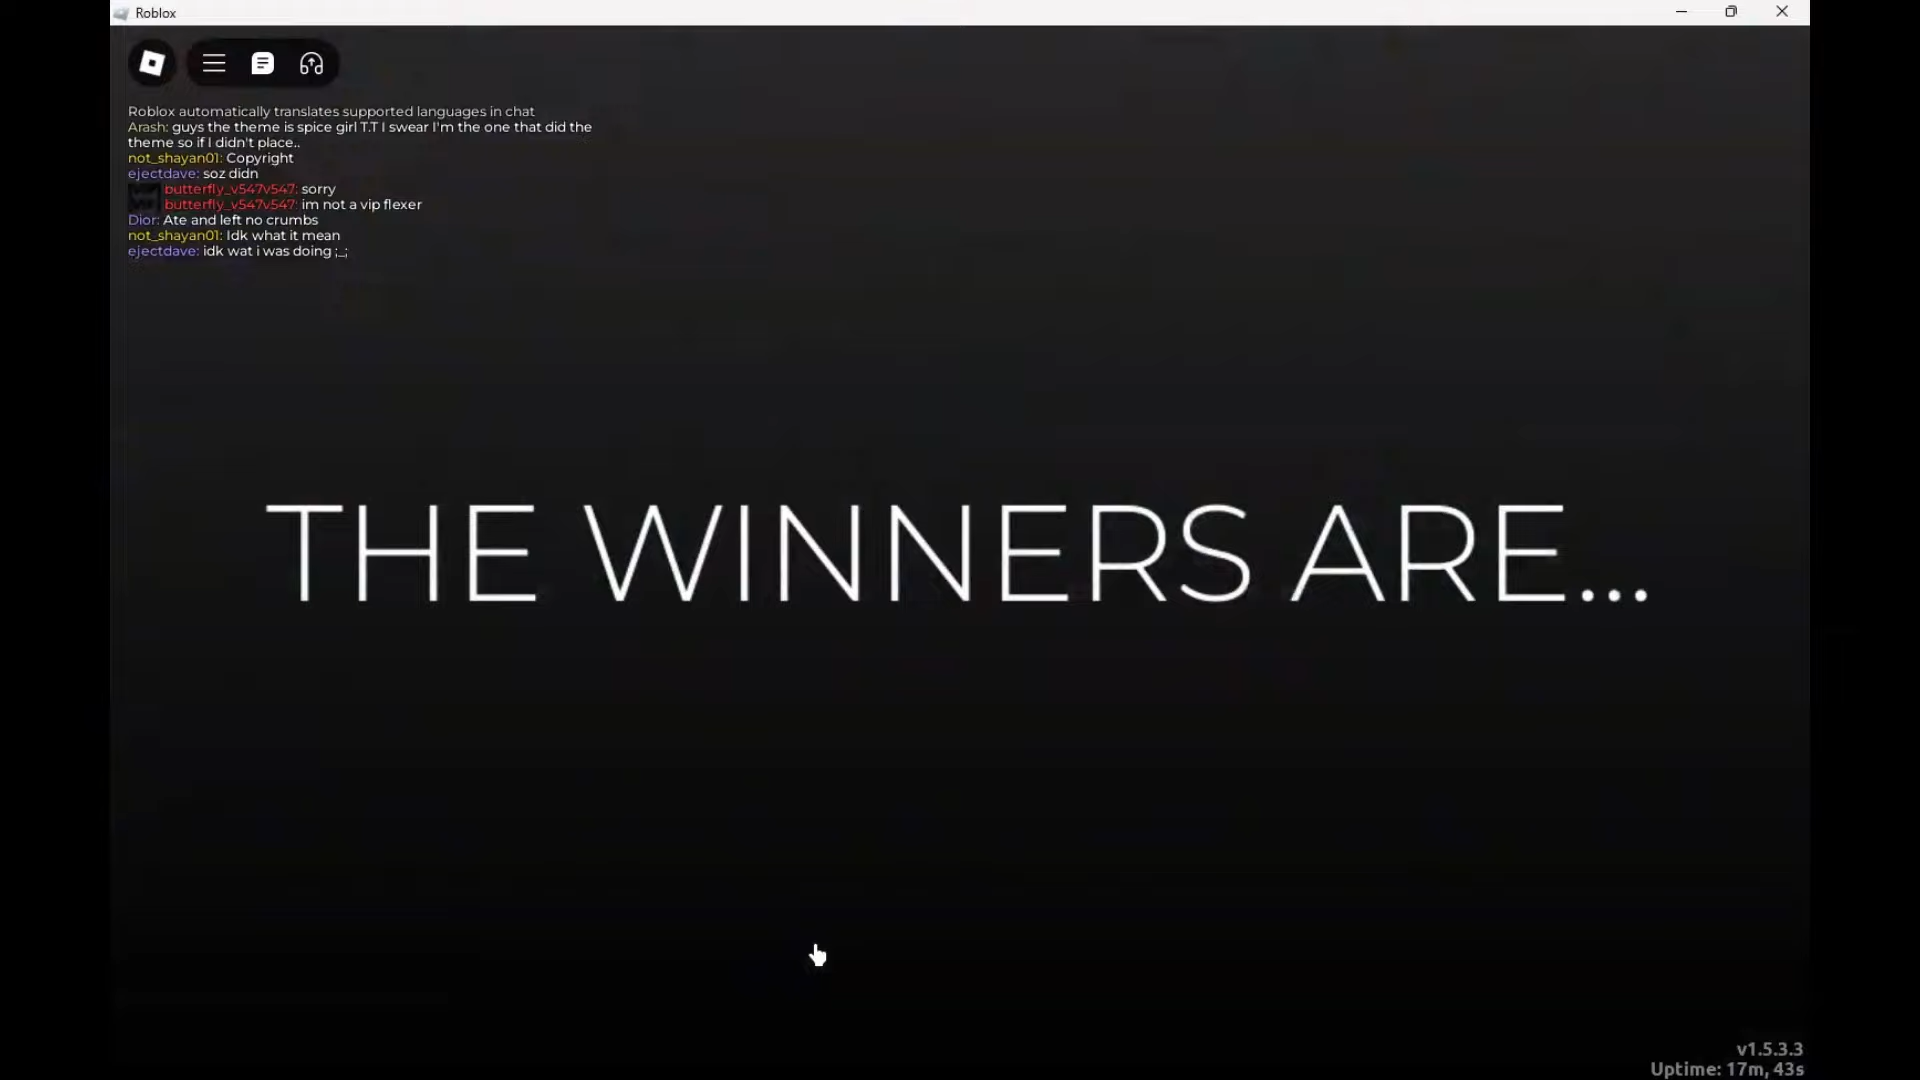 Roblox
Roblox automatically translates supported languages in chat
Arash: guys the theme is spice girl T.T I swear I'm the one that did the
theme so if I didn't place..
not_shayan01: Copyright
ejectdave: soz didn
butterfly_v547v547: sorry
butterfly_v547v547: im not a vip flexer
Dior: Ate and left no crumbs
not_shayan01: Idk what it mean
ejectdave: idk wat i was doing ;_;
THE WINNERS ARE...
v1.5.3.3
Uptime: 17m, 43s